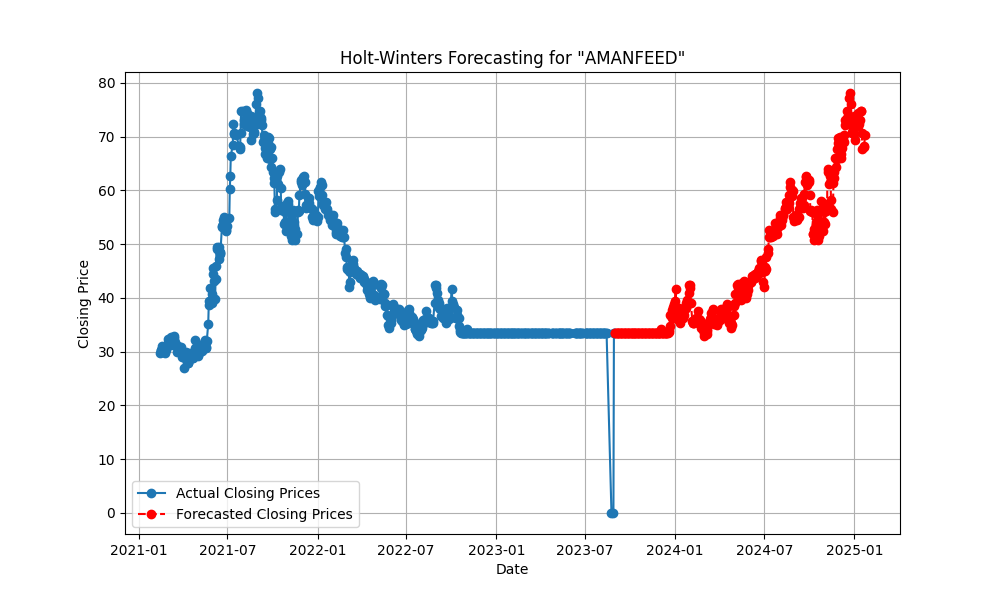 Holt-Winters Forecasting for "AMANFEED"
80
70
60
50
40
30
20
10
0
Closing Price
Actual Closing Prices
Forecasted Closing Prices
2021-01 2021-07 2022-01 2022-07 2023-01 2023-07 2024-01 2024-07 2025-01
Date